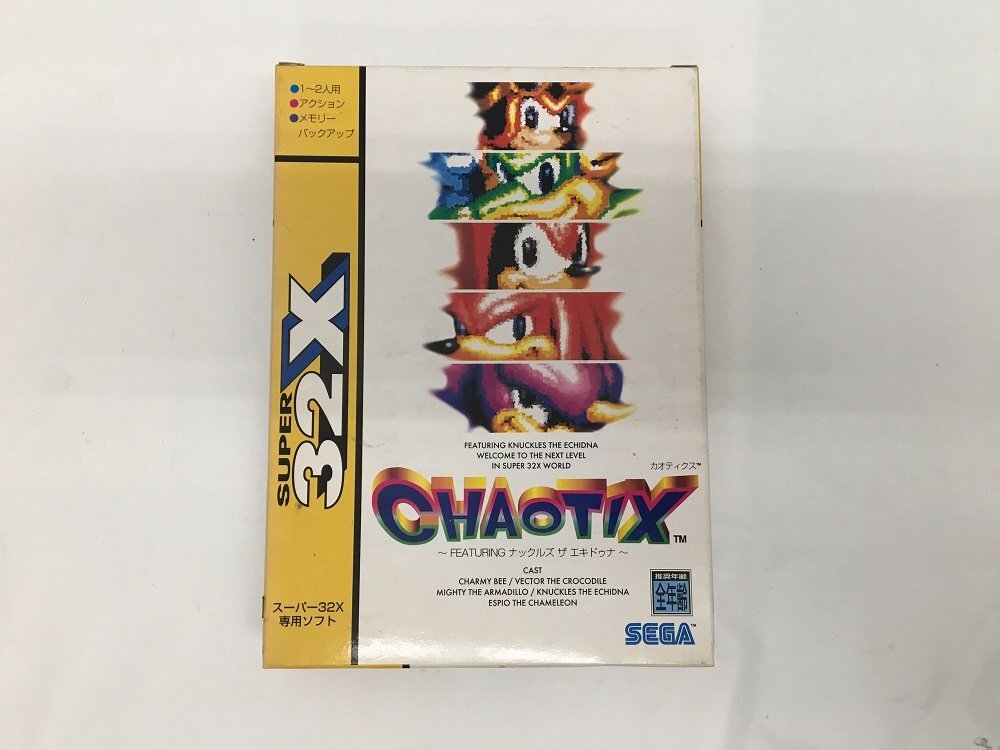 ●1〜2人用
●アクション
●メモリー
バックアップ
SUPER 32X
スーパー32X
専用ソフト
FEATURING KNUCKLES THE ECHIDNA
WELCOME TO THE NEXT LEVEL
IN SUPER 32X WORLD
カオティクス™
CHAOTIX™
〜 FEATURING ナックルズ ザ エキドゥナ 〜
CAST
CHARMY BEE / VECTOR THE CROCODILE
MIGHTY THE ARMADILLO / KNUCKLES THE ECHIDNA
ESPIO THE CHAMELEON
推奨年齢
全年齢
SEGA™